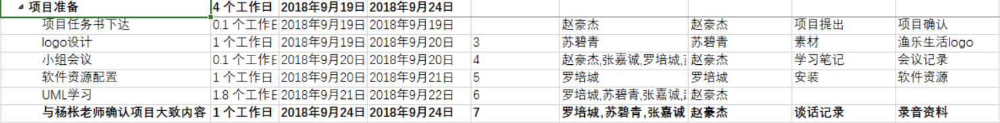 项目准备 4 个工作日 2018年9月19日 2018年9月24日
项目任务书下达 0.1 个工作日 2018年9月19日 2018年9月19日 赵豪杰 赵豪杰 项目提出 项目确认
logo设计 1 个工作日 2018年9月19日 2018年9月20日 3 苏碧青 苏碧青 素材 渔乐生活logo
小组会议 0.1 个工作日 2018年9月20日 2018年9月20日 4 赵豪杰,张嘉诚,罗培城, 赵豪杰 学习笔记 会议记录
软件资源配置 1 个工作日 2018年9月20日 2018年9月21日 5 罗培城 罗培城 安装 软件资源
UML学习 1.8 个工作日 2018年9月21日 2018年9月22日 6 罗培城,苏碧青,张嘉诚, 赵豪杰
与杨枨老师确认项目大致内容 1 个工作日 2018年9月24日 2018年9月24日 7 罗培城,苏碧青,张嘉诚 赵豪杰 谈话记录 录音资料